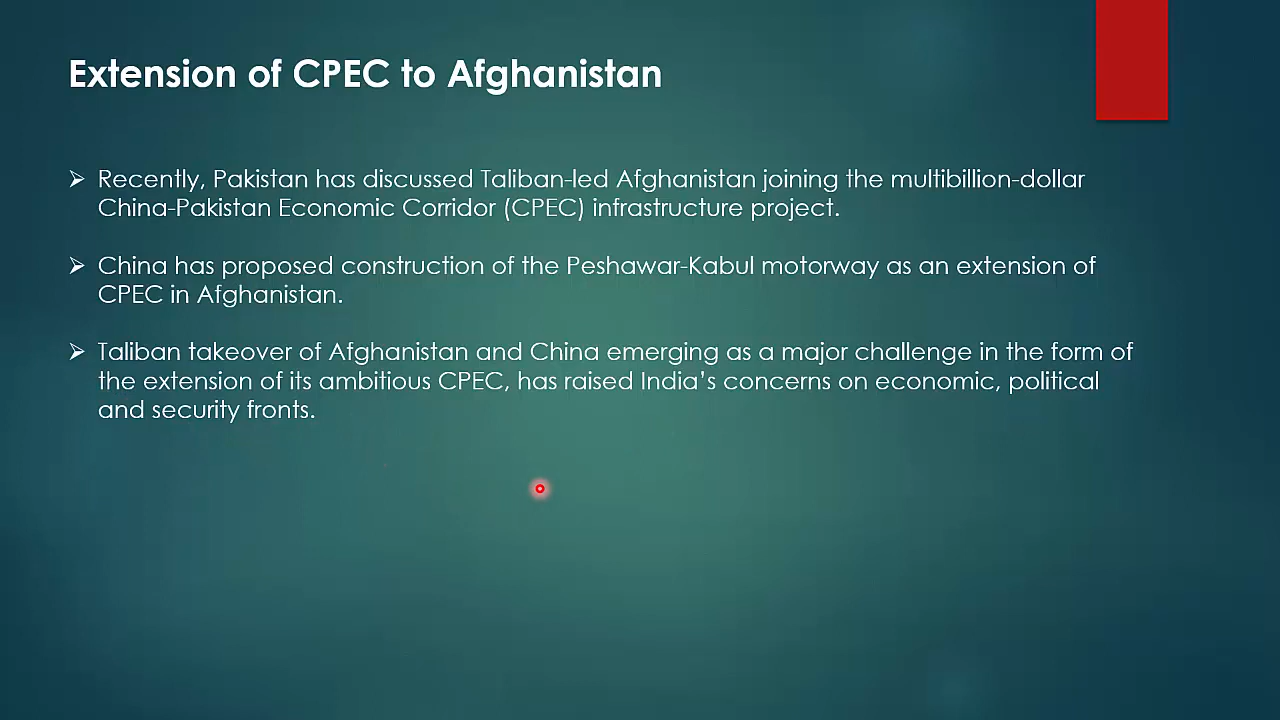 Extension of CPEC to Afghanistan
➢ Recently, Pakistan has discussed Taliban-led Afghanistan joining the multibillion-dollar
China-Pakistan Economic Corridor (CPEC) infrastructure project.
➢ China has proposed construction of the Peshawar-Kabul motorway as an extension of
CPEC in Afghanistan.
➢ Taliban takeover of Afghanistan and China emerging as a major challenge in the form of
the extension of its ambitious CPEC, has raised India’s concerns on economic, political
and security fronts.